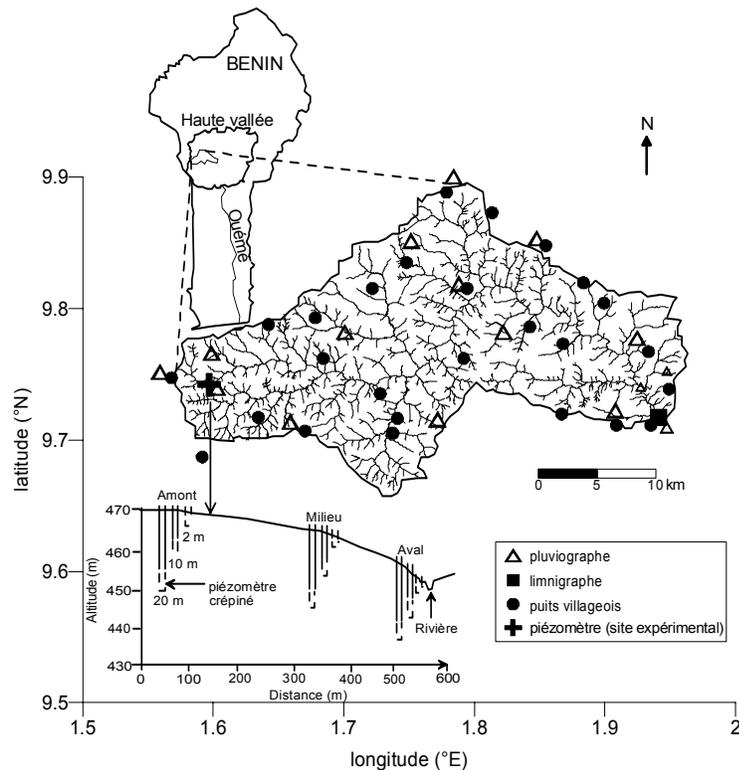 BENIN
Haute vallée
Ouémé
N
9.9
9.8
9.7
9.6
9.5
latitude (°N)
1.5
1.6
1.7
1.8
1.9
2
longitude (°E)
0
5
10 km
pluviographe
limnigraphe
puits villageois
piézomètre (site expérimental)
Amont
Milieu
Aval
2 m
10 m
20 m
piézomètre
crépiné
Rivière
Altitude (m)
470
460
450
440
430
0
100
200
300
400
500
600
Distance (m)